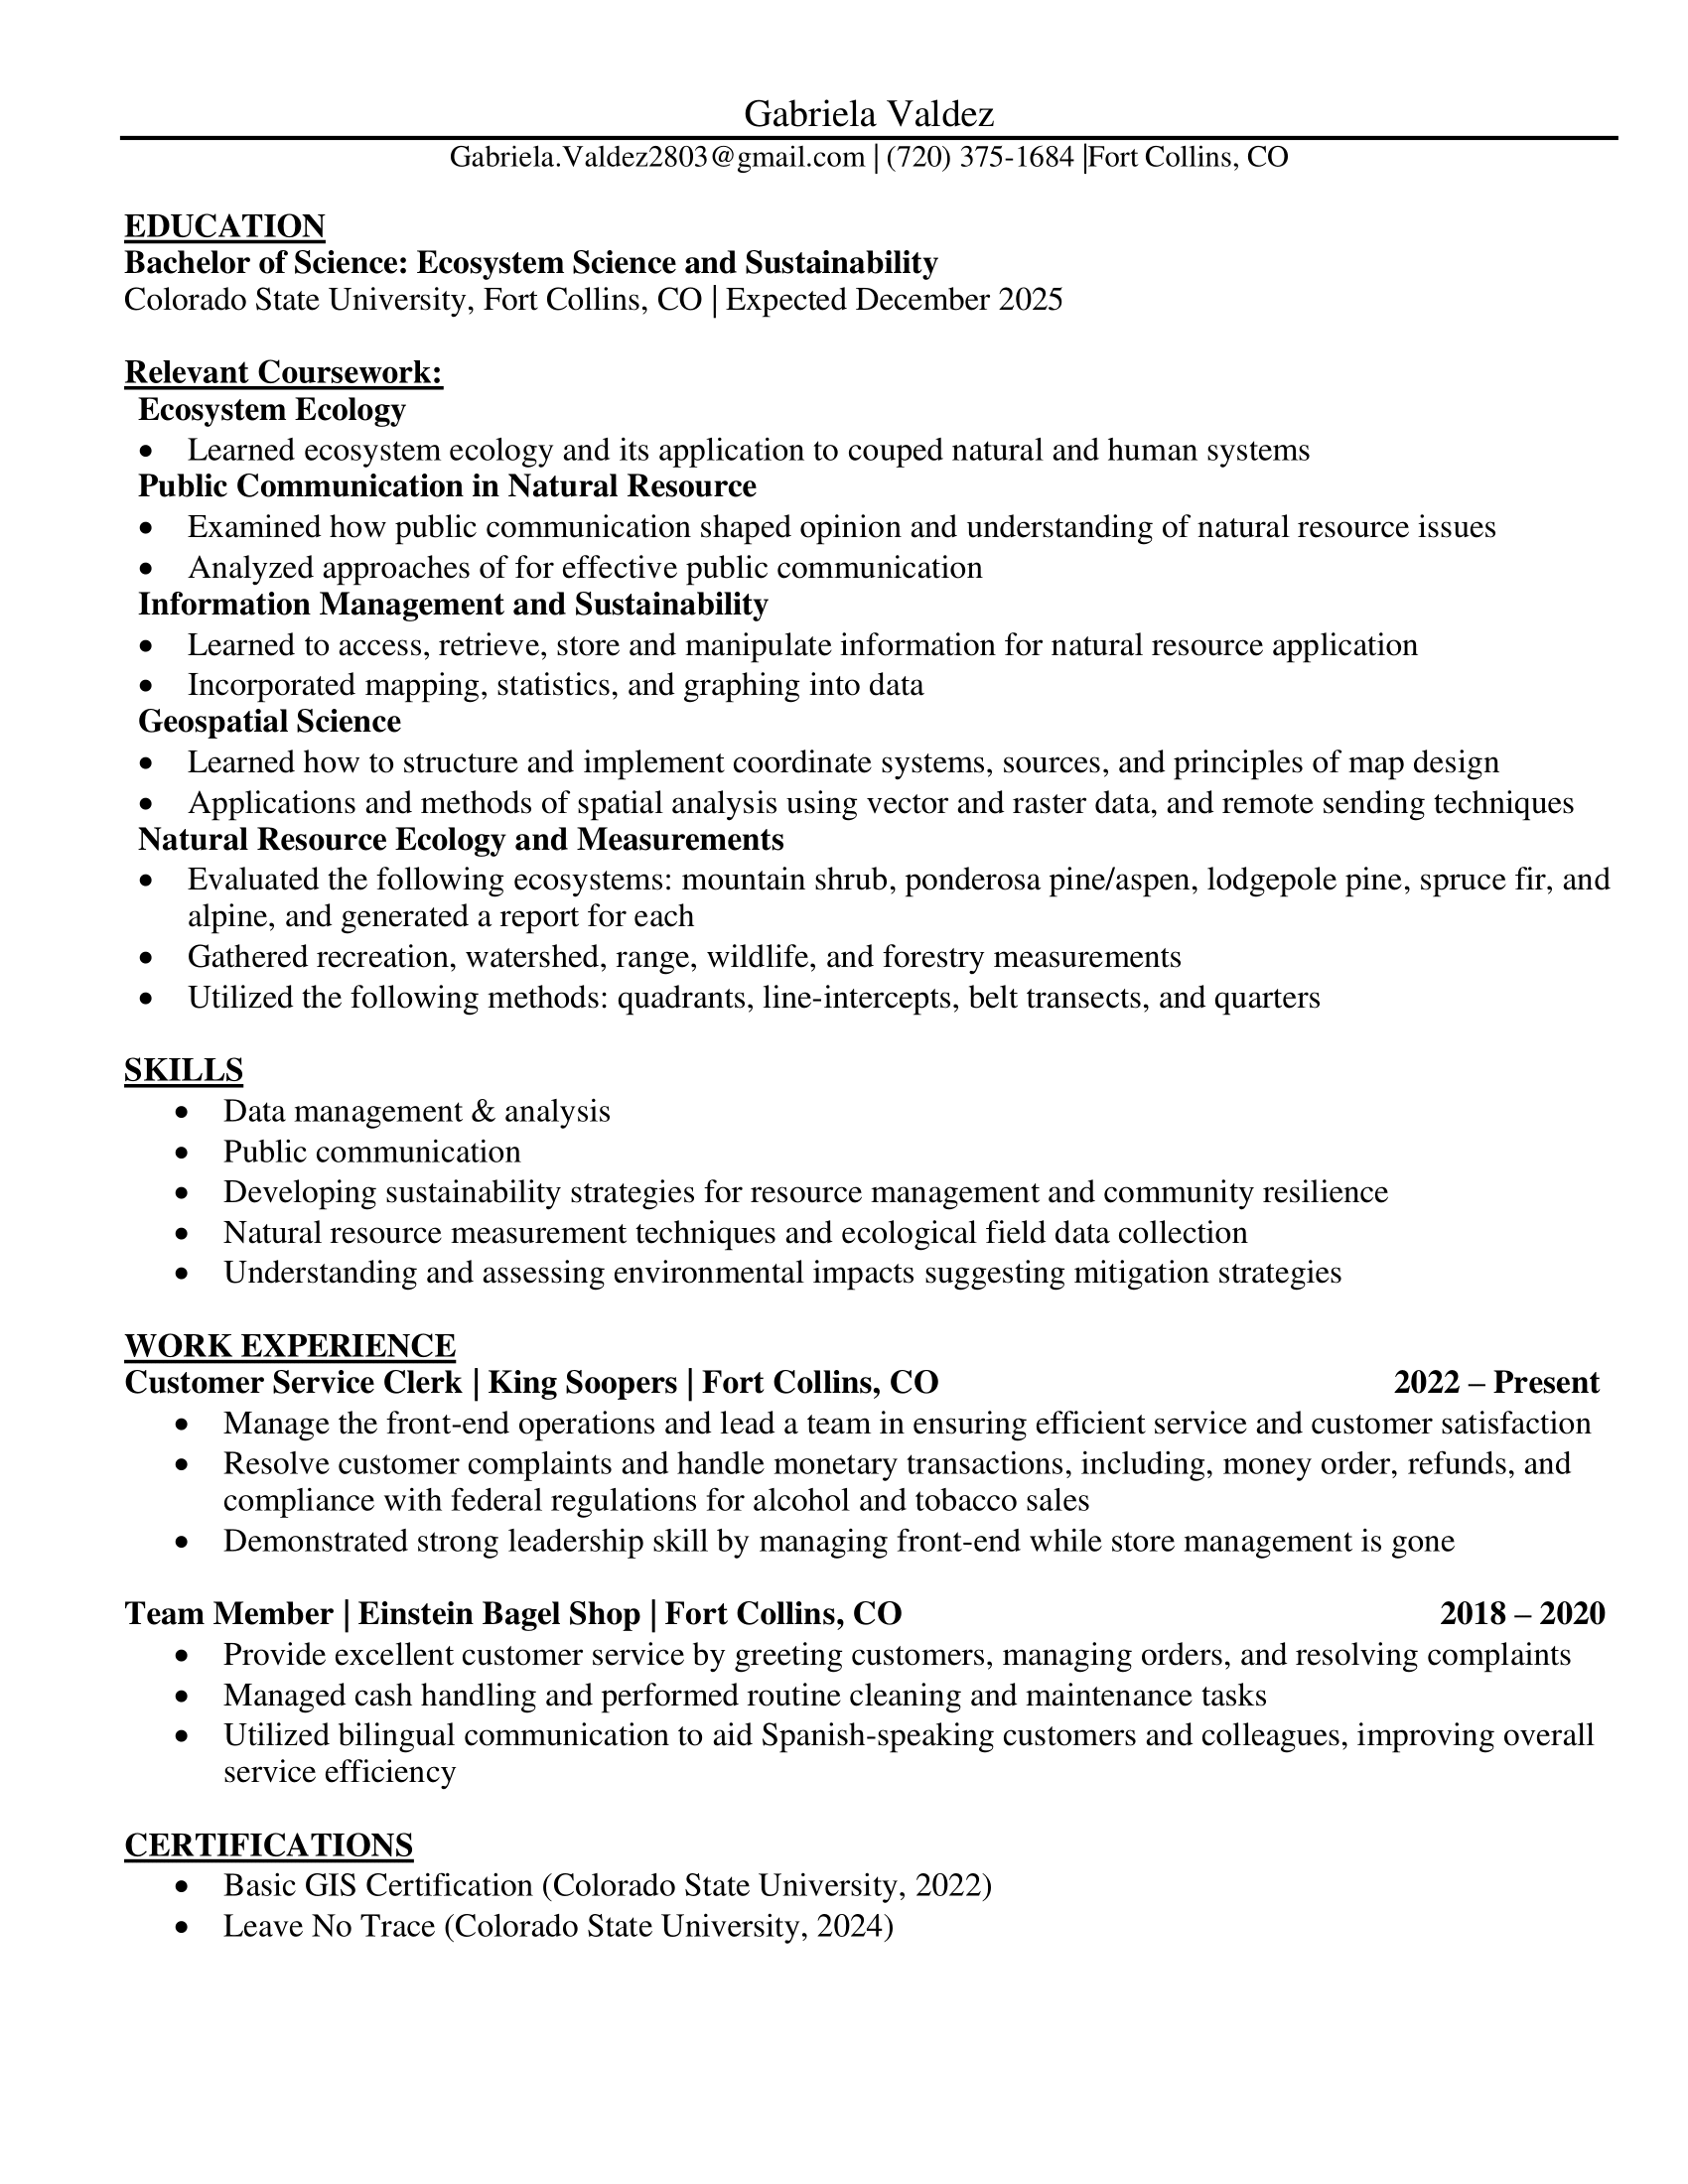 Gabriela Valdez
Gabriela.Valdez2803@gmail.com | (720) 375-1684 |Fort Collins, CO
EDUCATION
Bachelor of Science: Ecosystem Science and Sustainability
Colorado State University, Fort Collins, CO | Expected December 2025
Relevant Coursework:
Ecosystem Ecology
• Learned ecosystem ecology and its application to couped natural and human systems
Public Communication in Natural Resource
• Examined how public communication shaped opinion and understanding of natural resource issues
• Analyzed approaches of for effective public communication
Information Management and Sustainability
• Learned to access, retrieve, store and manipulate information for natural resource application
• Incorporated mapping, statistics, and graphing into data
Geospatial Science
• Learned how to structure and implement coordinate systems, sources, and principles of map design
• Applications and methods of spatial analysis using vector and raster data, and remote sending techniques
Natural Resource Ecology and Measurements
• Evaluated the following ecosystems: mountain shrub, ponderosa pine/aspen, lodgepole pine, spruce fir, and
alpine, and generated a report for each
• Gathered recreation, watershed, range, wildlife, and forestry measurements
• Utilized the following methods: quadrants, line-intercepts, belt transects, and quarters
SKILLS
• Data management & analysis
• Public communication
• Developing sustainability strategies for resource management and community resilience
• Natural resource measurement techniques and ecological field data collection
• Understanding and assessing environmental impacts suggesting mitigation strategies
WORK EXPERIENCE
Customer Service Clerk | King Soopers | Fort Collins, CO 2022 – Present
• Manage the front-end operations and lead a team in ensuring efficient service and customer satisfaction
• Resolve customer complaints and handle monetary transactions, including, money order, refunds, and
compliance with federal regulations for alcohol and tobacco sales
• Demonstrated strong leadership skill by managing front-end while store management is gone
Team Member | Einstein Bagel Shop | Fort Collins, CO 2018 – 2020
• Provide excellent customer service by greeting customers, managing orders, and resolving complaints
• Managed cash handling and performed routine cleaning and maintenance tasks
• Utilized bilingual communication to aid Spanish-speaking customers and colleagues, improving overall
service efficiency
CERTIFICATIONS
• Basic GIS Certification (Colorado State University, 2022)
• Leave No Trace (Colorado State University, 2024)